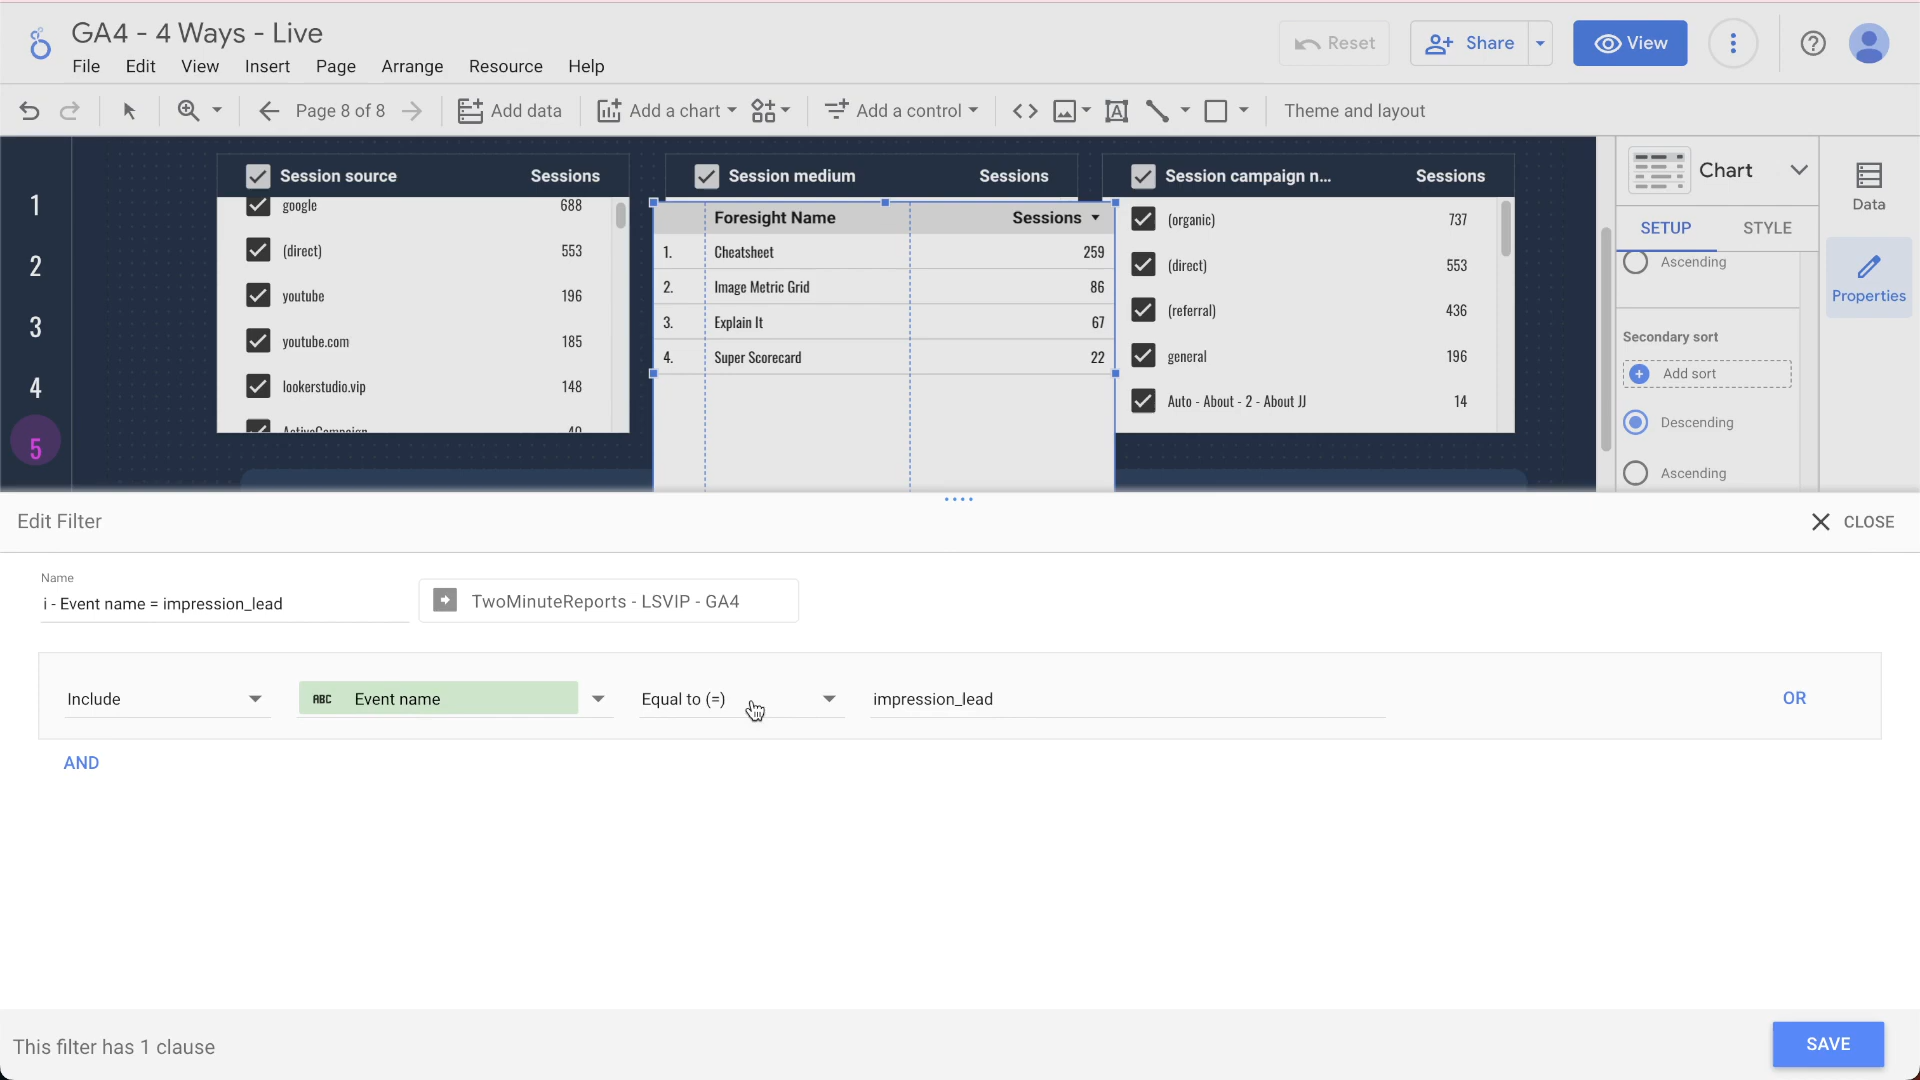 GA4 - 4 Ways - Live
File Edit View Insert Page Arrange Resource Help
Reset Share View
Page 8 of 8 Add data Add a chart Add a control Theme and layout
1
2
3
4
5
Session source Sessions
google 688
(direct) 553
youtube 196
youtube.com 185
lookerstudio.vip 148
ActiveCampaign 40
Session medium Sessions
Foresight Name Sessions
1. Cheatsheet 259
2. Image Metric Grid 86
3. Explain It 67
4. Super Scorecard 22
Session campaign n... Sessions
(organic) 737
(direct) 553
(referral) 436
general 196
Auto - About - 2 - About JJ 14
Chart
SETUP STYLE
Ascending
Secondary sort
Add sort
Descending
Ascending
Data
Properties
Edit Filter CLOSE
Name
i - Event name = impression_lead
TwoMinuteReports - LSVIP - GA4
Include ABC Event name Equal to (=) impression_lead OR
AND
This filter has 1 clause SAVE